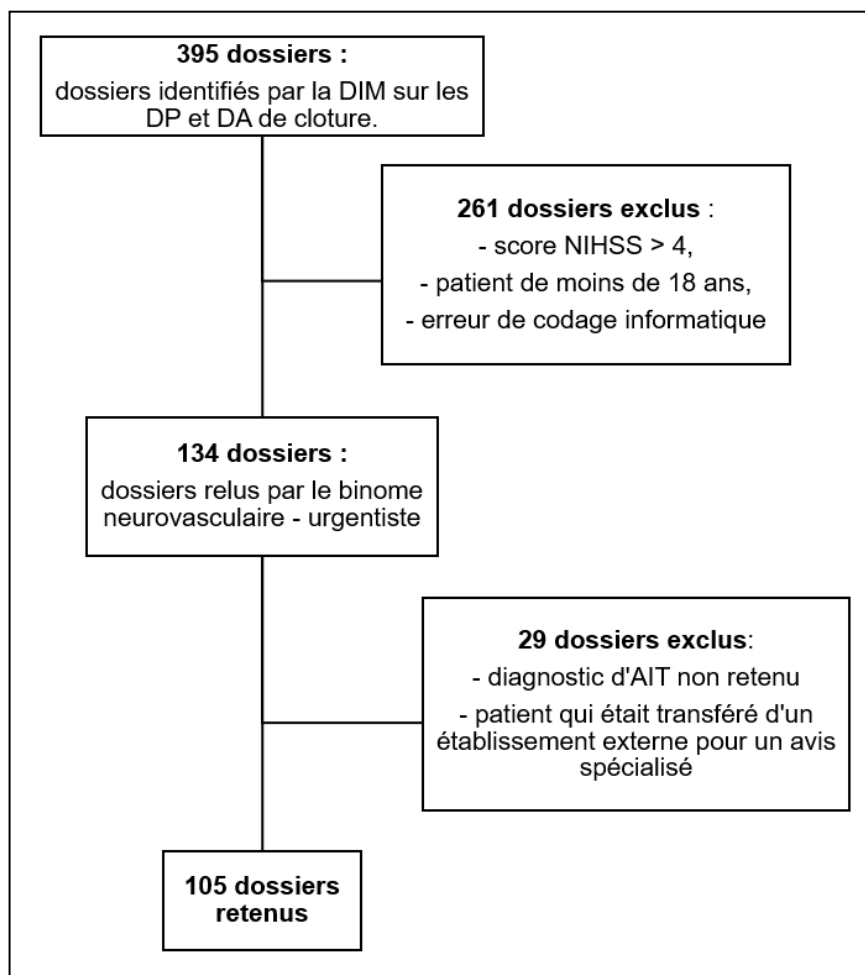 395 dossiers :
dossiers identifiés par la DIM sur les
DP et DA de cloture.
261 dossiers exclus :
- score NIHSS > 4,
- patient de moins de 18 ans,
- erreur de codage informatique
134 dossiers :
dossiers relus par le binome
neurovasculaire - urgentiste
29 dossiers exclus:
- diagnostic d'AIT non retenu
- patient qui était transféré d'un
établissement externe pour un avis
spécialisé
105 dossiers
retenus